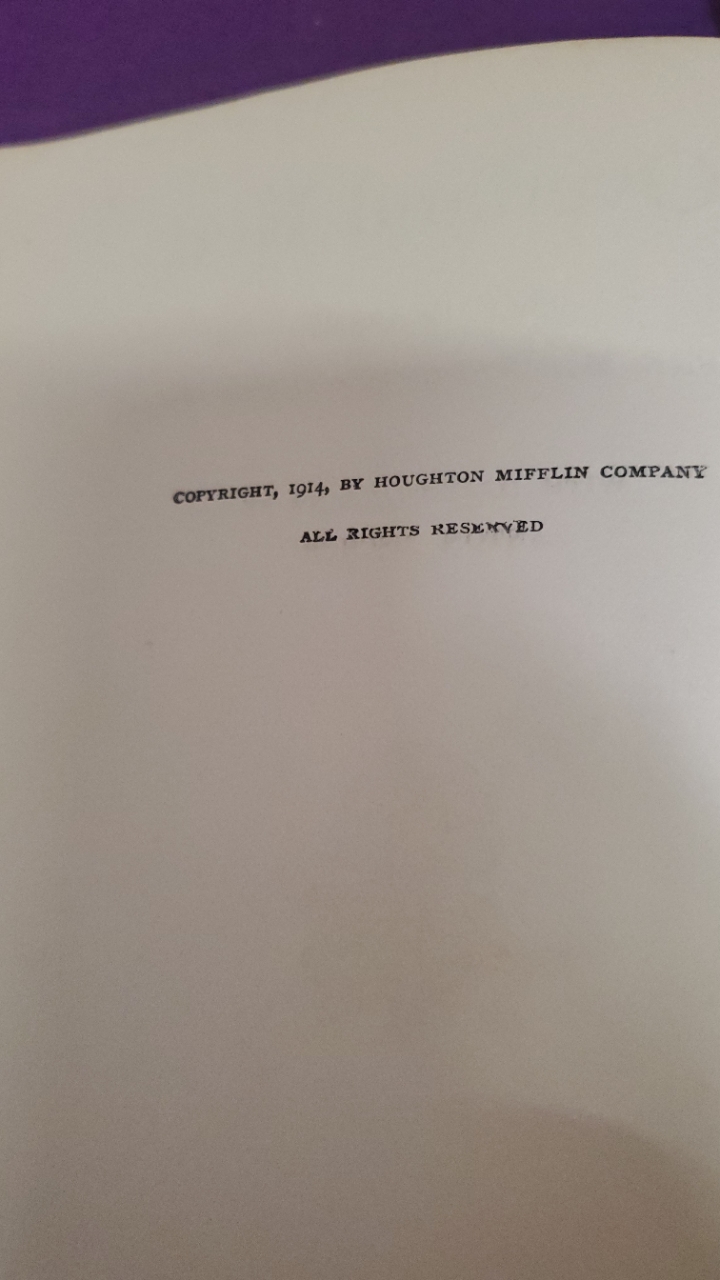 COPYRIGHT, 1914, BY HOUGHTON MIFFLIN COMPANY
ALL RIGHTS RESERVED